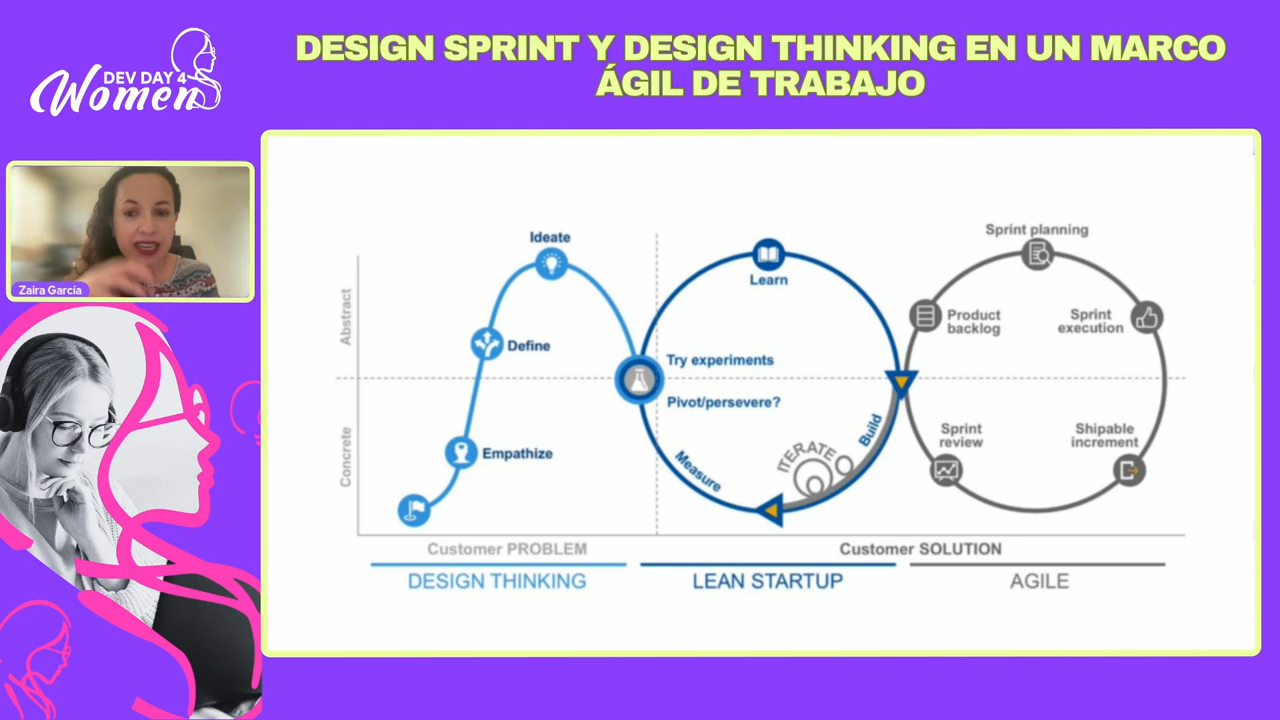 DESIGN SPRINT Y DESIGN THINKING EN UN MARCO
ÁGIL DE TRABAJO
DEV DAY 4
Women
Zaira García
Abstract
Concrete
Ideate
Define
Empathize
Learn
Try experiments
Pivot/persevere?
Measure
ITERATE
Build
Sprint planning
Product
backlog
Sprint
execution
Sprint
review
Shipable
increment
Customer PROBLEM
Customer SOLUTION
DESIGN THINKING
LEAN STARTUP
AGILE